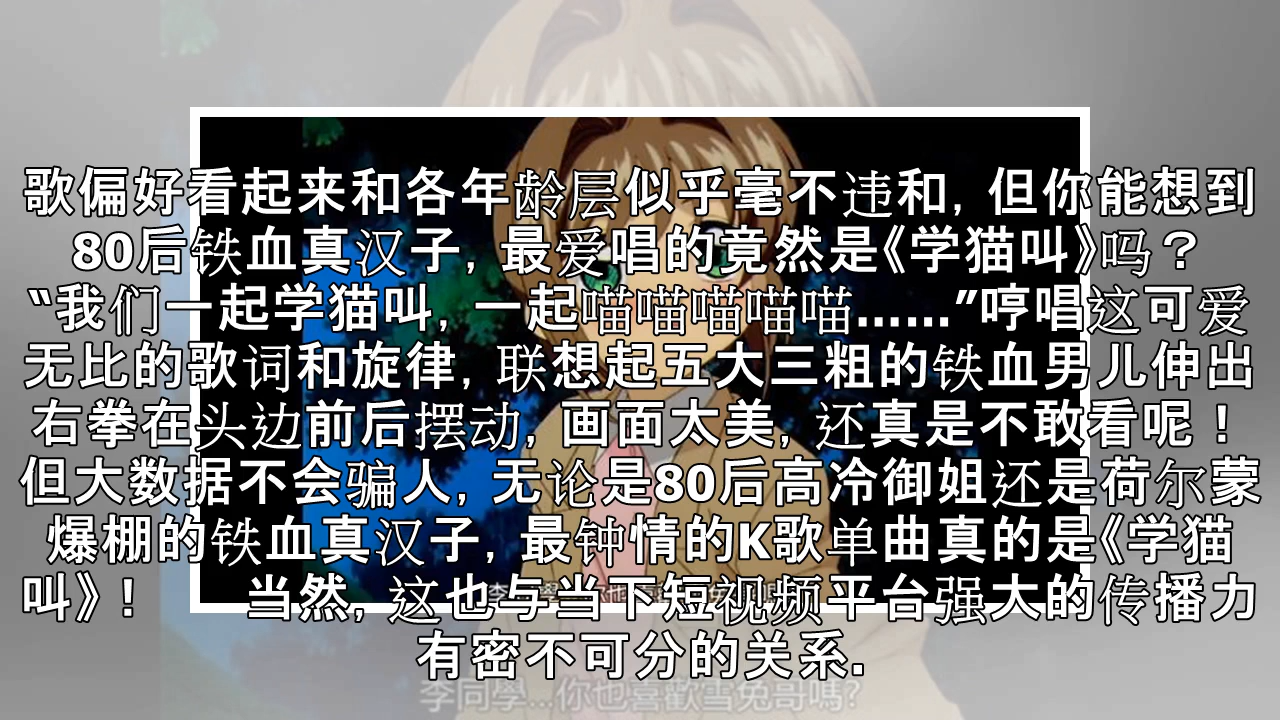 歌偏好看起来和各年龄层似乎毫不违和, 但你能想到
80后铁血真汉子, 最爱唱的竟然是《学猫叫》吗？
“我们一起学猫叫, 一起喵喵喵喵喵……”哼唱这可爱
无比的歌词和旋律, 联想起五大三粗的铁血男儿伸出
右拳在头边前后摆动, 画面太美, 还真是不敢看呢！
但大数据不会骗人, 无论是80后高冷御姐还是荷尔蒙
爆棚的铁血真汉子, 最钟情的K歌单曲真的是《学猫
叫》！ 当然, 这也与当下短视频平台强大的传播力
有密不可分的关系.
李同學...你也喜歡雪兔哥嗎?